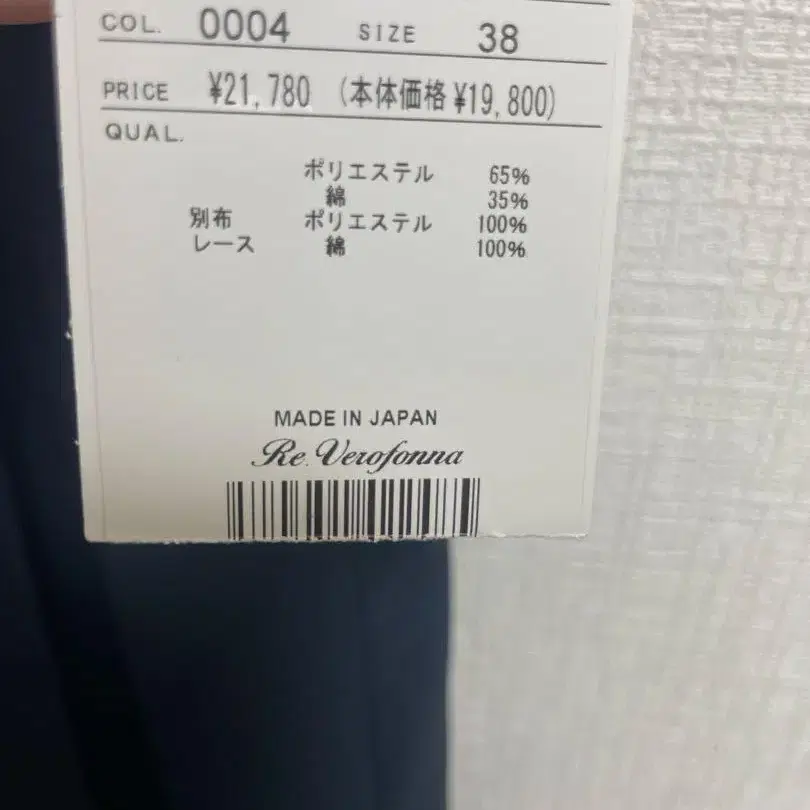 COL. 0004 SIZE 38
PRICE ¥21,780 (本体価格 ¥19,800)
QUAL.
ポリエステル 65%
綿 35%
別布 ポリエステル 100%
レース 綿 100%
MADE IN JAPAN
Re.Verofonna